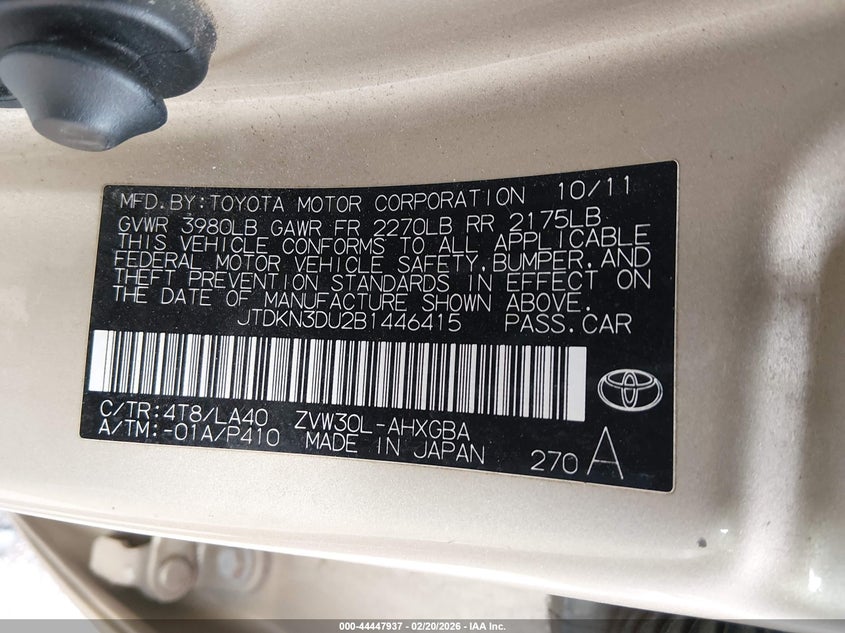 MFD. BY: TOYOTA MOTOR CORPORATION 10/11
GVWR 3980LB GAWR FR 2270LB RR 2175LB
THIS VEHICLE CONFORMS TO ALL APPLICABLE
FEDERAL MOTOR VEHICLE SAFETY, BUMPER, AND
THEFT PREVENTION STANDARDS IN EFFECT ON
THE DATE OF MANUFACTURE SHOWN ABOVE.
JTDKN3DU2B1446415 PASS. CAR
C/TR: 4T8/LA40 ZVW30L-AHXGBA
A/TM: -01A/P410 MADE IN JAPAN
270 A
000-44447937 - 02/20/2026 - IAA Inc.